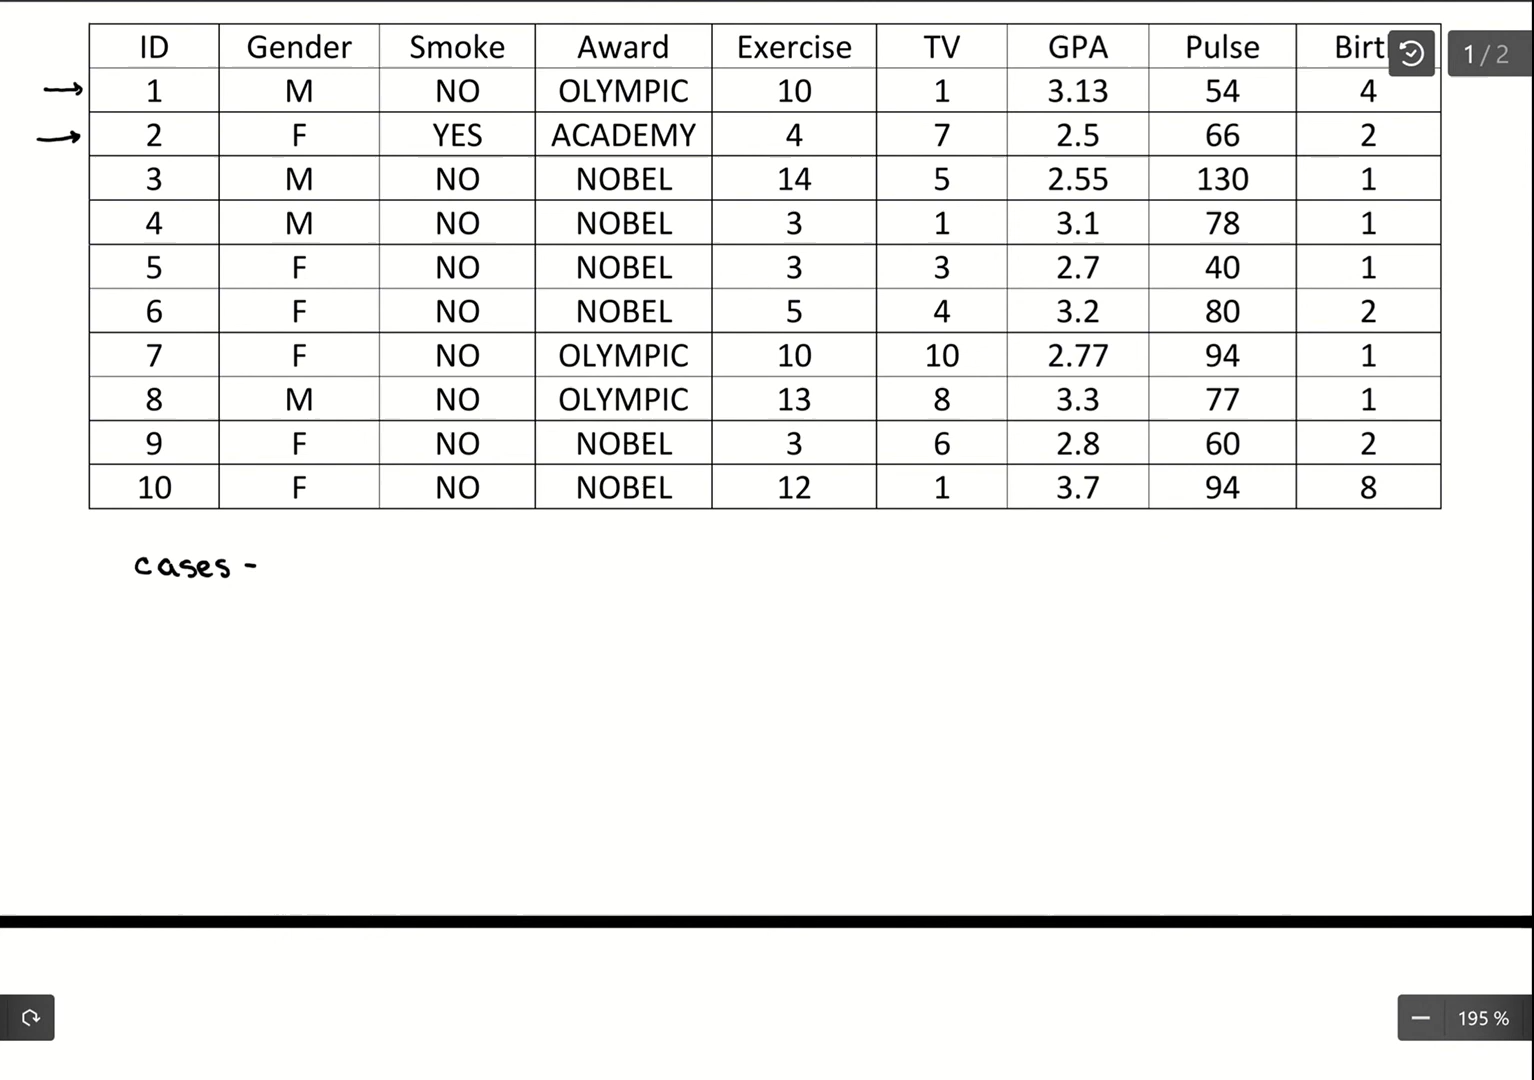 ID Gender Smoke Award Exercise TV GPA Pulse Birt 1 / 2
1 M NO OLYMPIC 10 1 3.13 54 4
2 F YES ACADEMY 4 7 2.5 66 2
3 M NO NOBEL 14 5 2.55 130 1
4 M NO NOBEL 3 1 3.1 78 1
5 F NO NOBEL 3 3 2.7 40 1
6 F NO NOBEL 5 4 3.2 80 2
7 F NO OLYMPIC 10 10 2.77 94 1
8 M NO OLYMPIC 13 8 3.3 77 1
9 F NO NOBEL 3 6 2.8 60 2
10 F NO NOBEL 12 1 3.7 94 8
cases -
195 %